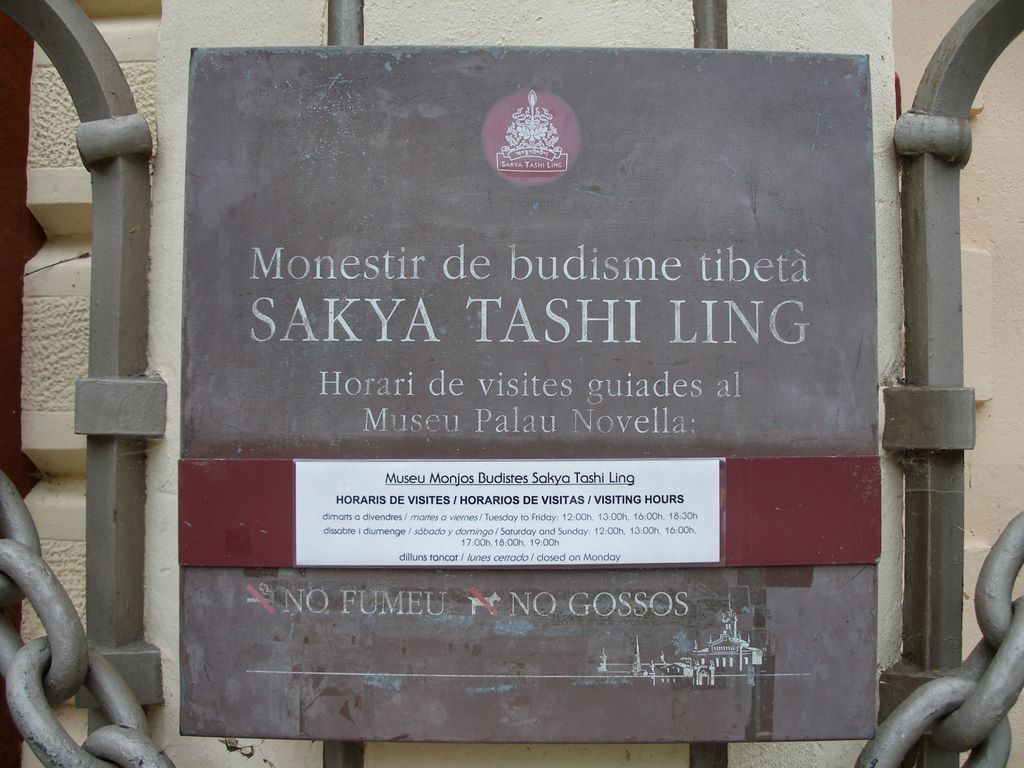 SAKYA TASHI LING
Monestir de budisme tibetà
SAKYA TASHI LING
Horari de visites guiades al
Museu Palau Novella:
Museu Monjos Budistes Sakya Tashi Ling
HORARIS DE VISITES / HORARIOS DE VISITAS / VISITING HOURS
dimarts a divendres / martes a viernes / Tuesday to Friday: 12:00h, 13:00h, 16:00h, 18:30h
dissabte i diumenge / sábado y domingo / Saturday and Sunday: 12:00h, 13:00h, 16:00h,
17:00h, 18:00h, 19:00h
dilluns tancat / lunes cerrado / closed on Monday
NO FUMEU NO GOSSOS